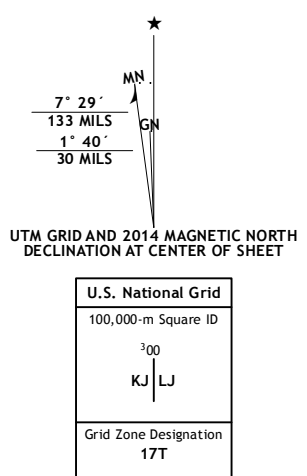 MN
7° 29´
GN
133 MILS
1° 40´
30 MILS
UTM GRID AND 2014 MAGNETIC NORTH
DECLINATION AT CENTER OF SHEET
U.S. National Grid
100,000-m Square ID
³00
KJ LJ
Grid Zone Designation
17T